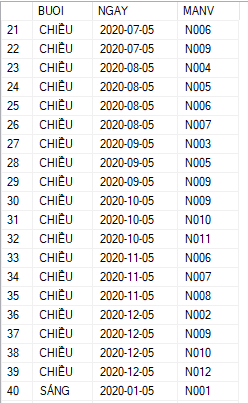 BUOI NGAY MANV
21 CHIỀU 2020-07-05 N006
22 CHIỀU 2020-07-05 N009
23 CHIỀU 2020-08-05 N004
24 CHIỀU 2020-08-05 N005
25 CHIỀU 2020-08-05 N006
26 CHIỀU 2020-08-05 N007
27 CHIỀU 2020-09-05 N003
28 CHIỀU 2020-09-05 N005
29 CHIỀU 2020-09-05 N009
30 CHIỀU 2020-10-05 N009
31 CHIỀU 2020-10-05 N010
32 CHIỀU 2020-10-05 N011
33 CHIỀU 2020-11-05 N006
34 CHIỀU 2020-11-05 N007
35 CHIỀU 2020-11-05 N008
36 CHIỀU 2020-12-05 N002
37 CHIỀU 2020-12-05 N009
38 CHIỀU 2020-12-05 N010
39 CHIỀU 2020-12-05 N012
40 SÁNG 2020-01-05 N001